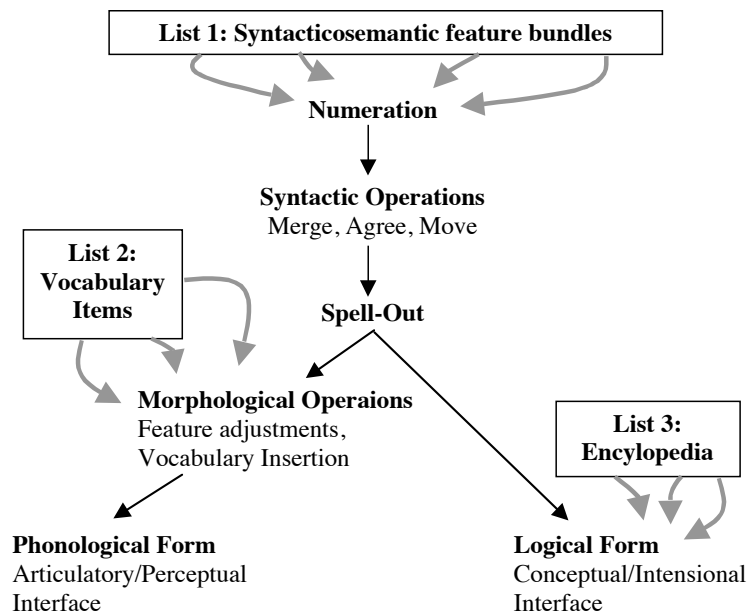 List 1: Syntacticosemantic feature bundles
Numeration
Syntactic Operations
Merge, Agree, Move
List 2:
Vocabulary
Items
Spell-Out
Morphological Operaions
Feature adjustments,
Vocabulary Insertion
List 3:
Encylopedia
Phonological Form
Articulatory/Perceptual
Interface
Logical Form
Conceptual/Intensional
Interface